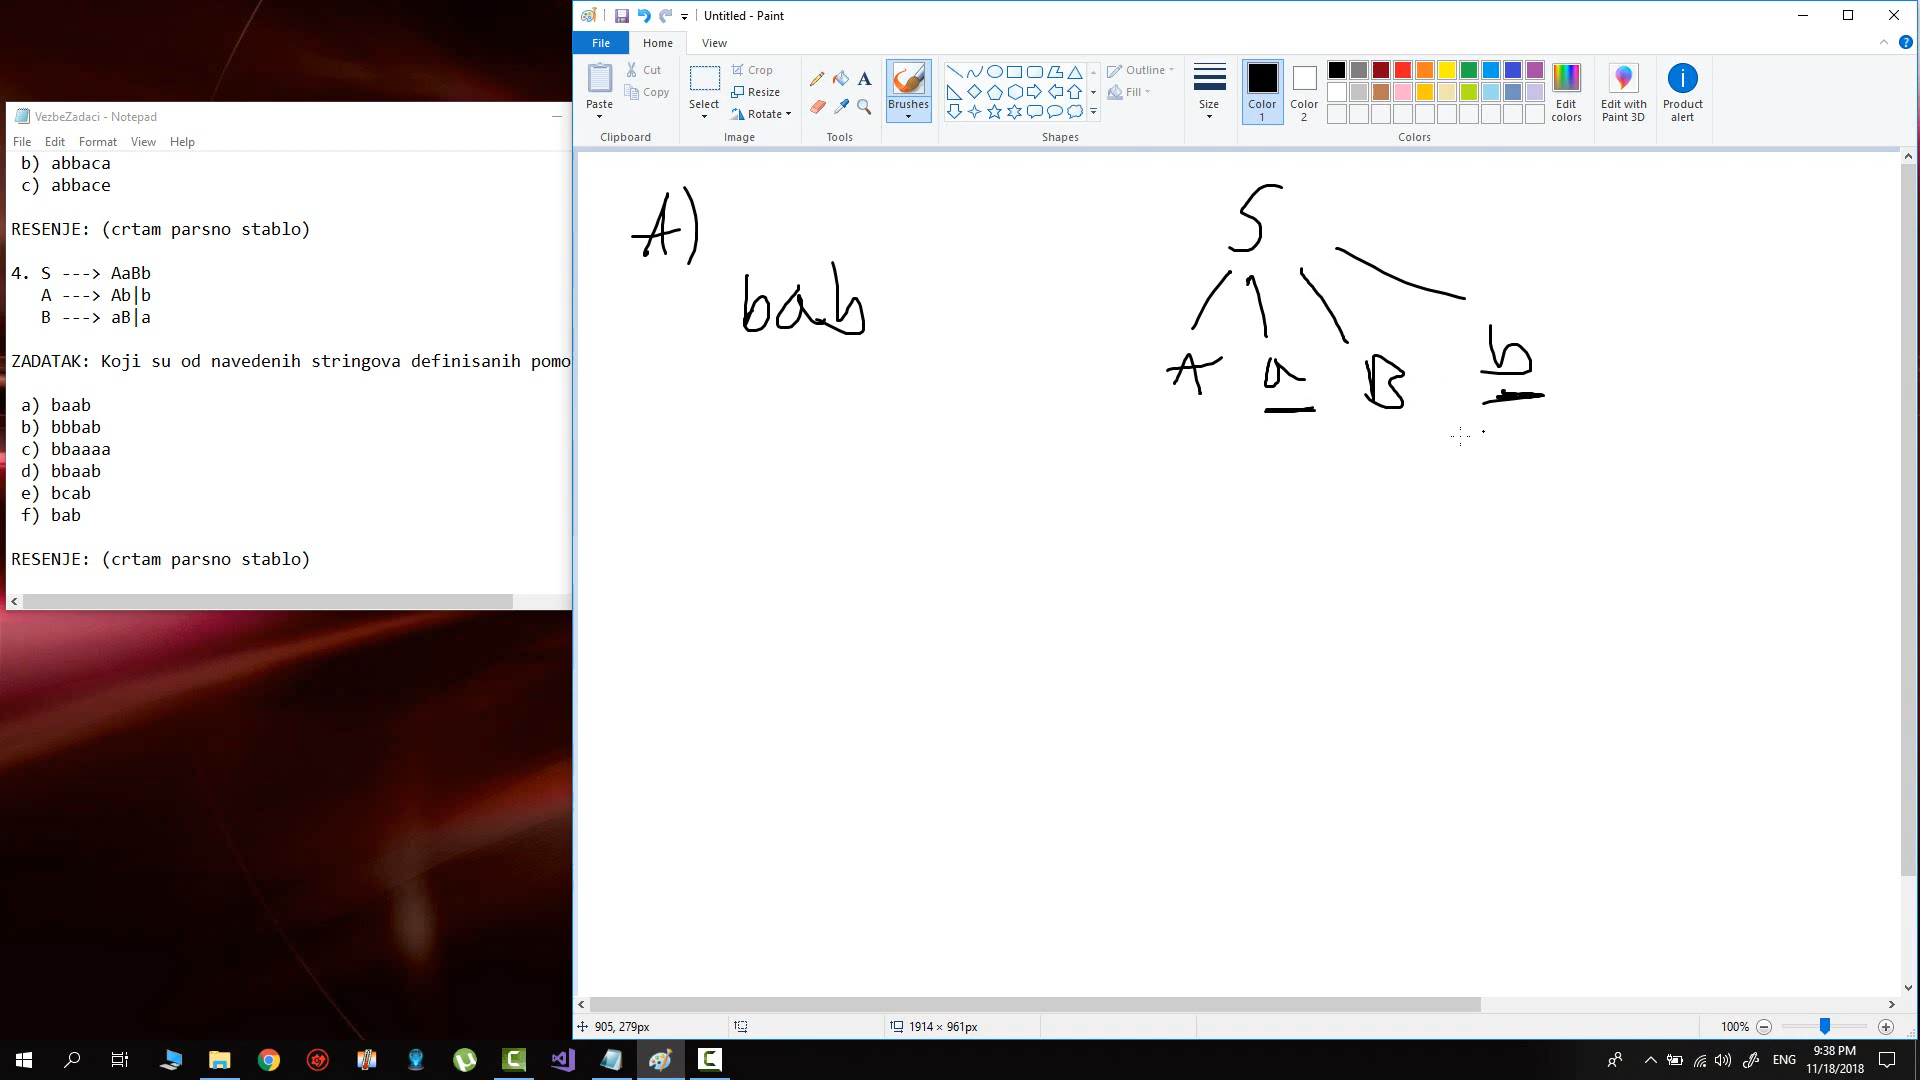 VezbeZadaci - Notepad
File Edit Format View Help
b) abbaca
c) abbace
RESENJE: (crtam parsno stablo)
4. S ---> AaBb
A ---> Ab|b
B ---> aB|a
ZADATAK: Koji su od navedenih stringova definisanih pomo
a) baab
b) bbbab
c) bbaaaa
d) bbaab
e) bcab
f) bab
RESENJE: (crtam parsno stablo)
Untitled - Paint
File Home View
Paste
Cut
Copy
Clipboard
Select
Crop
Resize
Rotate
Image
A
Tools
Brushes
Outline
Fill
Shapes
Size
Color 1
Color 2
Edit colors
Edit with Paint 3D
Product alert
Colors
A)
bab
S
A a B b
905, 279px
1914 × 961px
100%
ENG
9:38 PM
11/18/2018